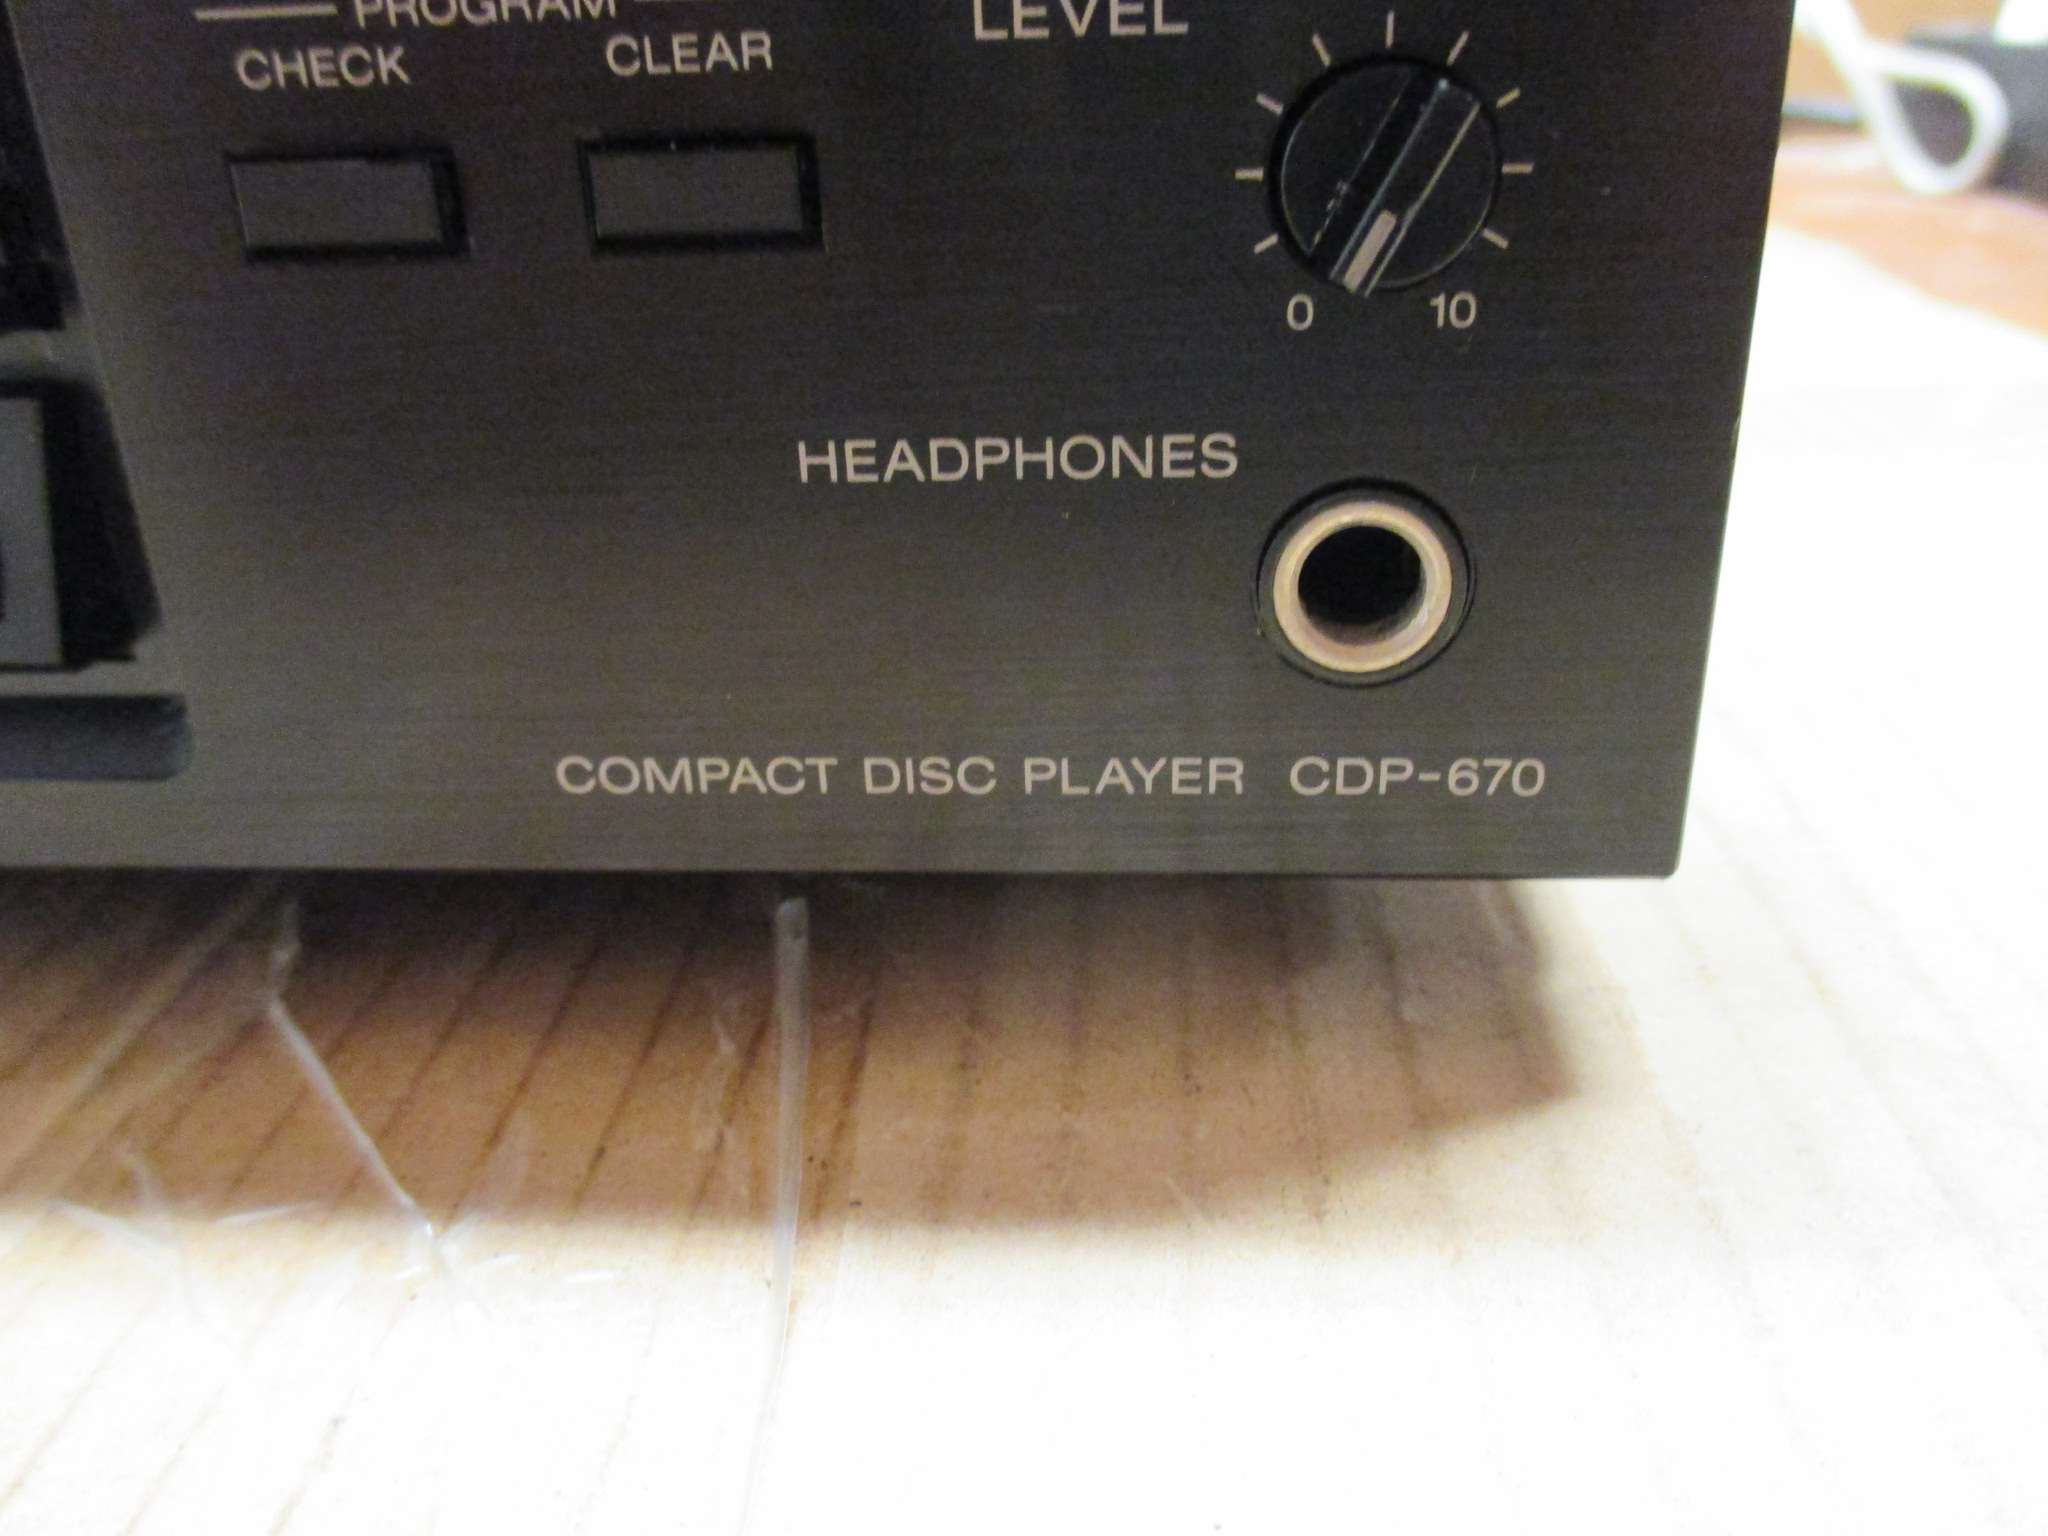 PROGRAM
CHECK CLEAR
LEVEL
0 10
HEADPHONES
COMPACT DISC PLAYER CDP-670